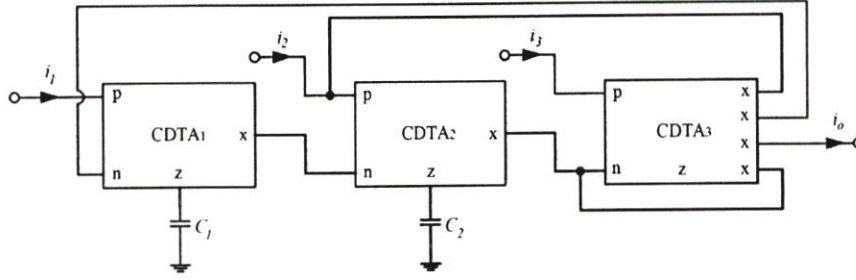 i₂
i₃
i₁
p
p
p
x
x
CDTA₁
x
CDTA₂
x
CDTA₃
x
iₒ
n
z
n
z
n
z
x
C₁
C₂